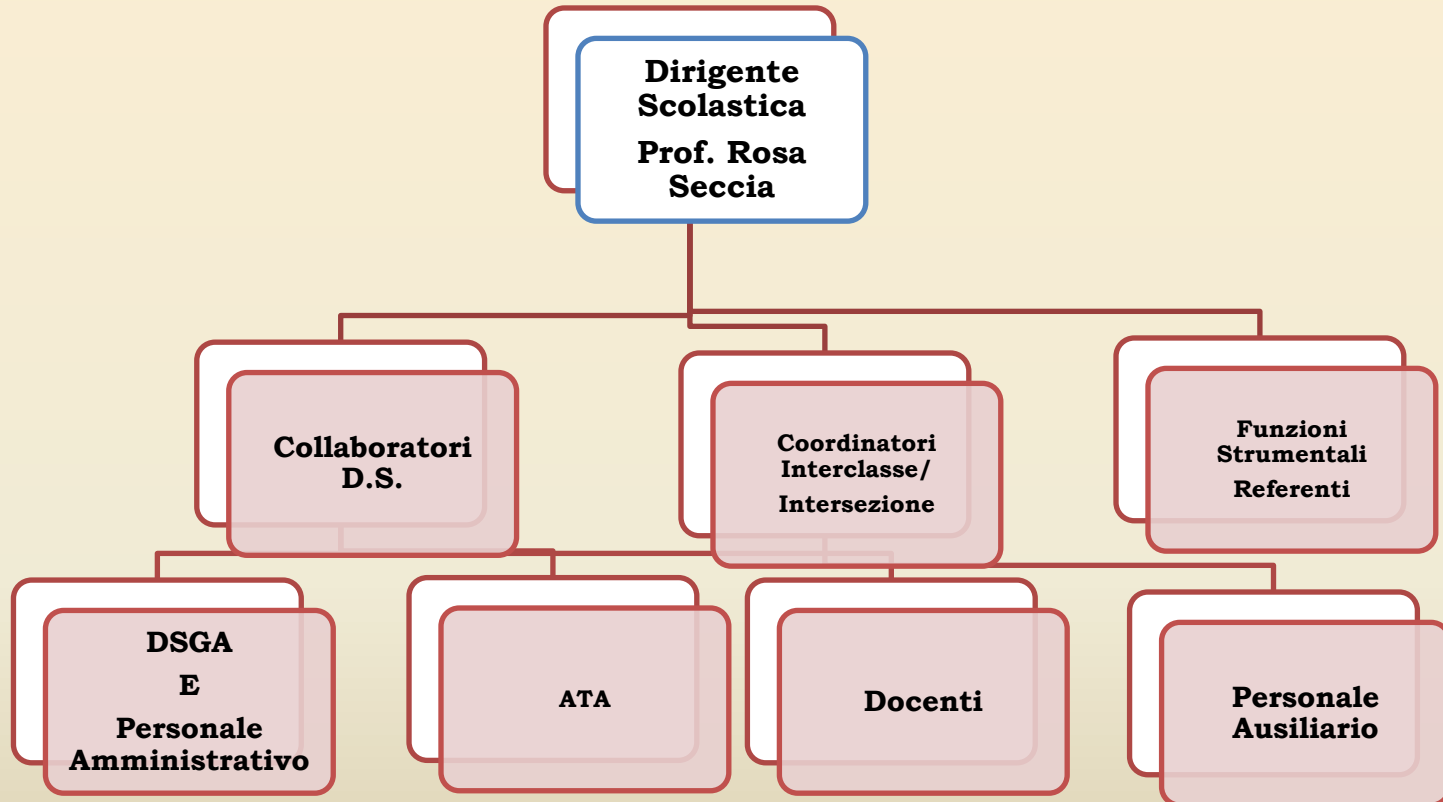 Dirigente
Scolastica
Prof. Rosa
Seccia
Collaboratori
D.S.
Coordinatori
Interclasse/
Intersezione
Funzioni
Strumentali
Referenti
DSGA
E
Personale
Amministrativo
ATA
Docenti
Personale
Ausiliario